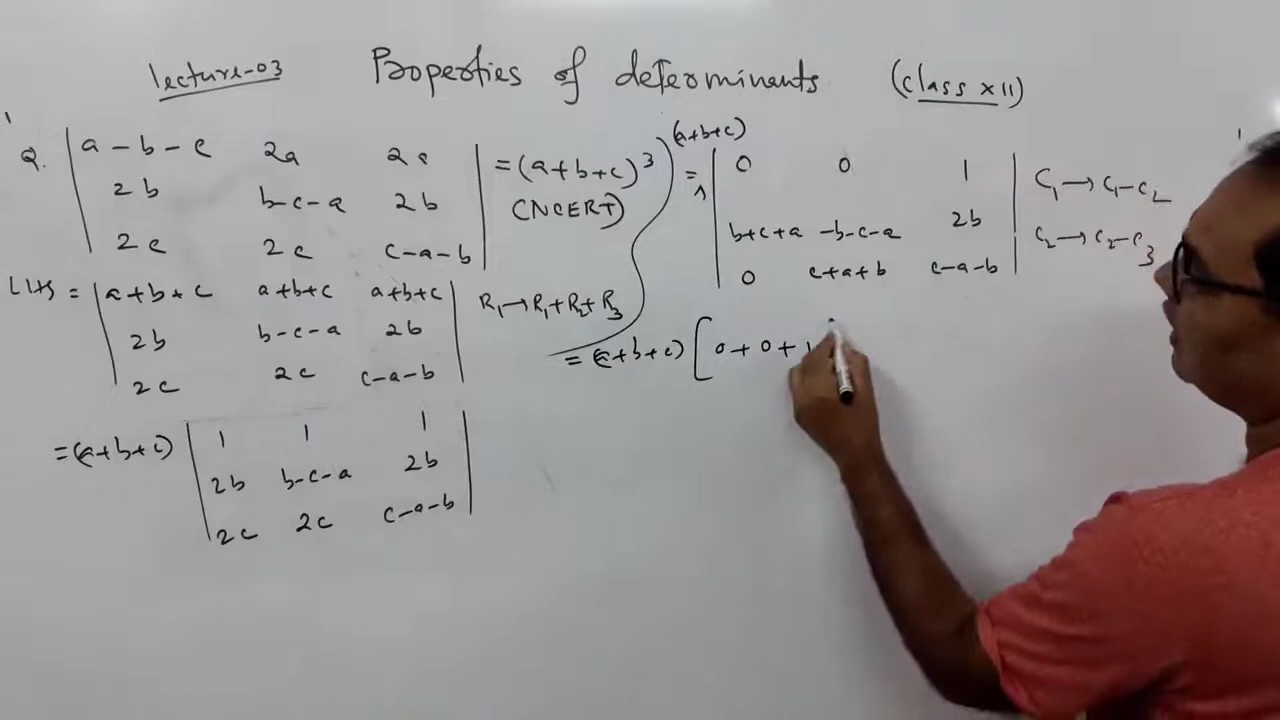 lecture-03 Properties of determinants (class XII)
Q. | a-b-c 2a 2a | = (a+b+c)³
| 2b b-c-a 2b | (NCERT)
| 2c 2c c-a-b |
LHS = | a+b+c a+b+c a+b+c | R₁→R₁+R₂+R₃
| 2b b-c-a 2b |
| 2c 2c c-a-b |
=(a+b+c) | 1 1 1 |
| 2b b-c-a 2b |
| 2c 2c c-a-b |
= (a+b+c) | 0 0 1 | C₁→C₁-C₂
| b+c+a -b-c-a 2b | C₂→C₂-C₃
| 0 c+a+b c-a-b |
= (a+b+c) [ 0+0+1